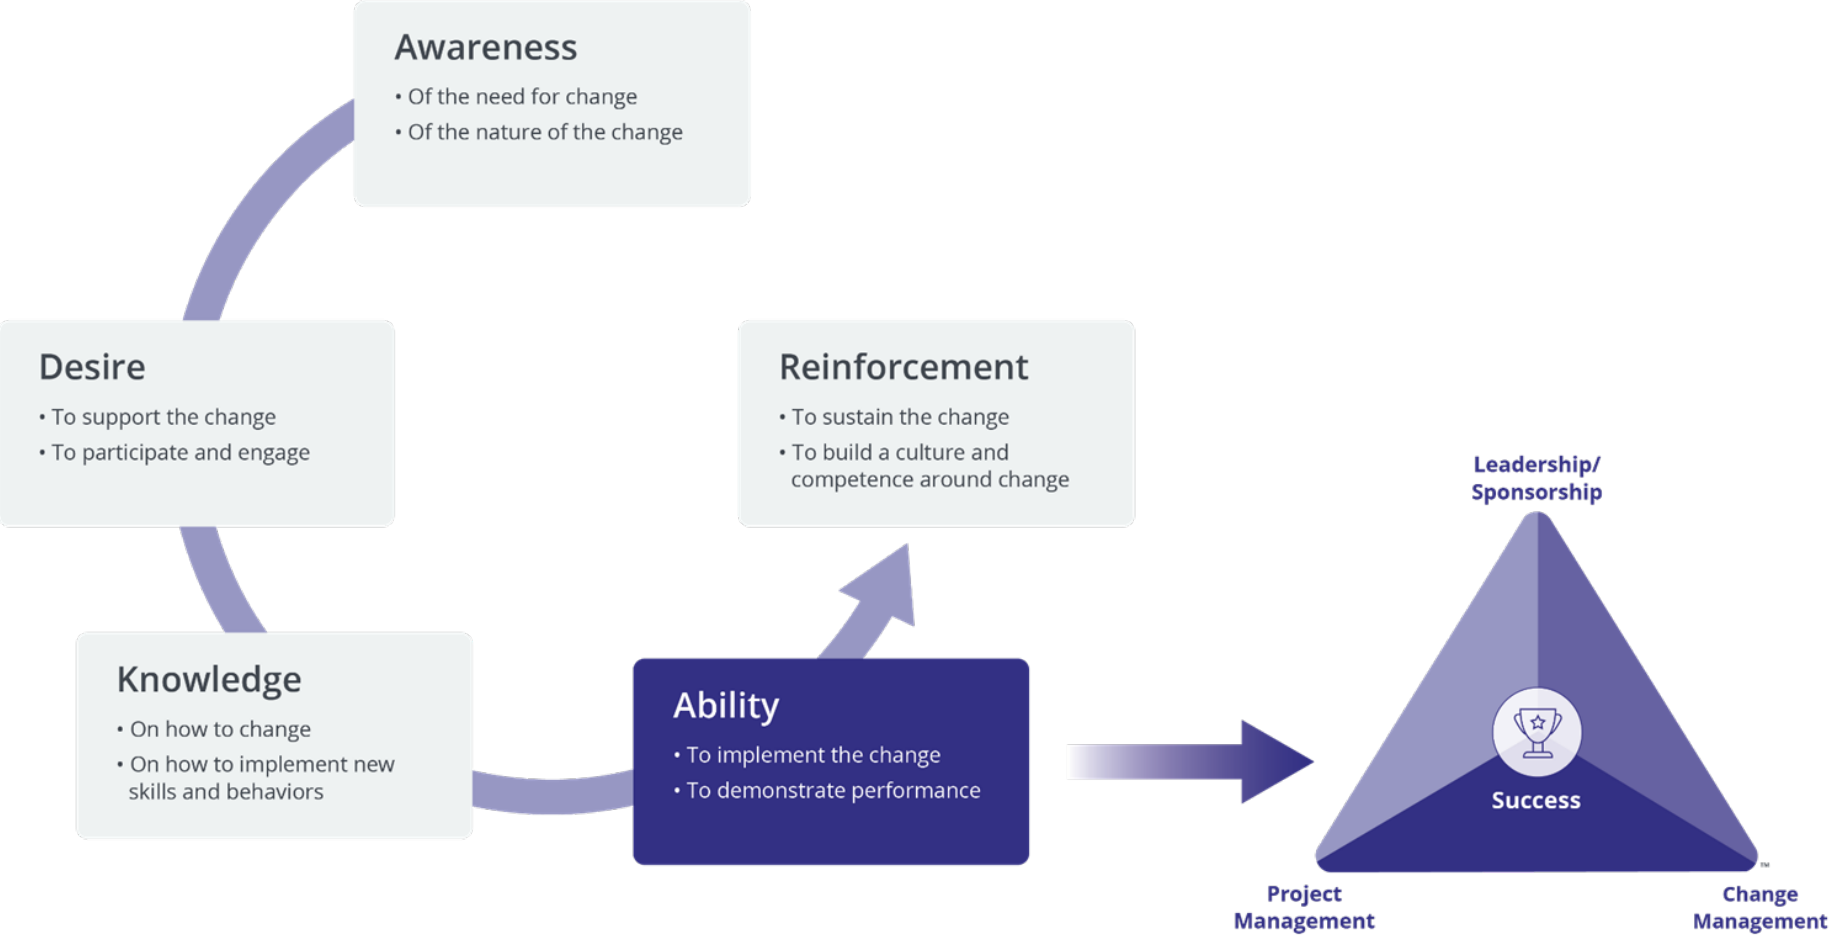 Awareness
• Of the need for change
• Of the nature of the change
Desire
• To support the change
• To participate and engage
Knowledge
• On how to change
• On how to implement new
skills and behaviors
Ability
• To implement the change
• To demonstrate performance
Reinforcement
• To sustain the change
• To build a culture and
competence around change
Leadership/
Sponsorship
Success
Project
Management
Change
Management
™